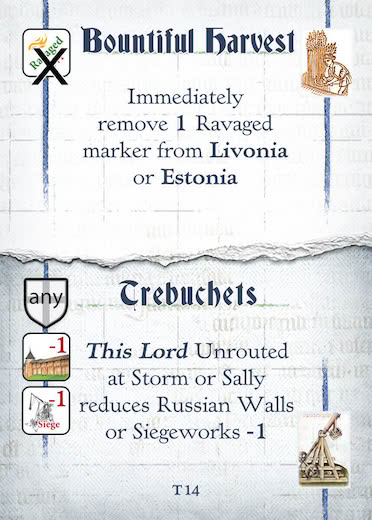 Ravaged
Bountiful Harvest
Immediately
remove 1 Ravaged
marker from Livonia
or Estonia
any
Trebuchets
-1
This Lord Unrouted
at Storm or Sally
-1
Siege
reduces Russian Walls
or Siegeworks -1
T14